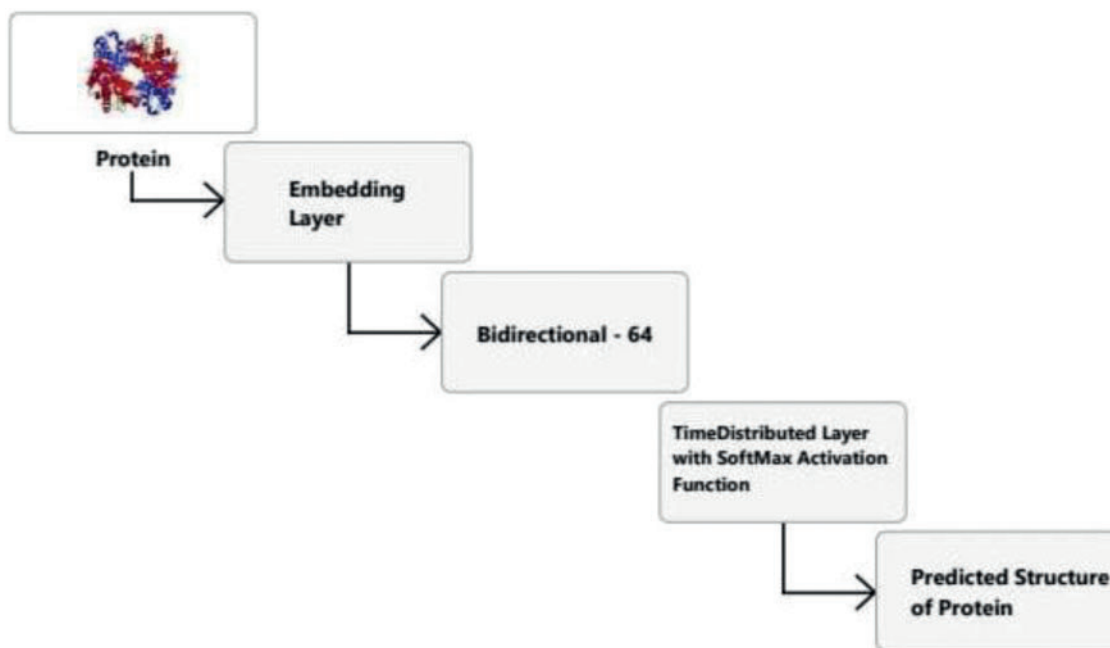 Protein
Embedding
Layer
Bidirectional - 64
TimeDistributed Layer
with SoftMax Activation
Function
Predicted Structure
of Protein